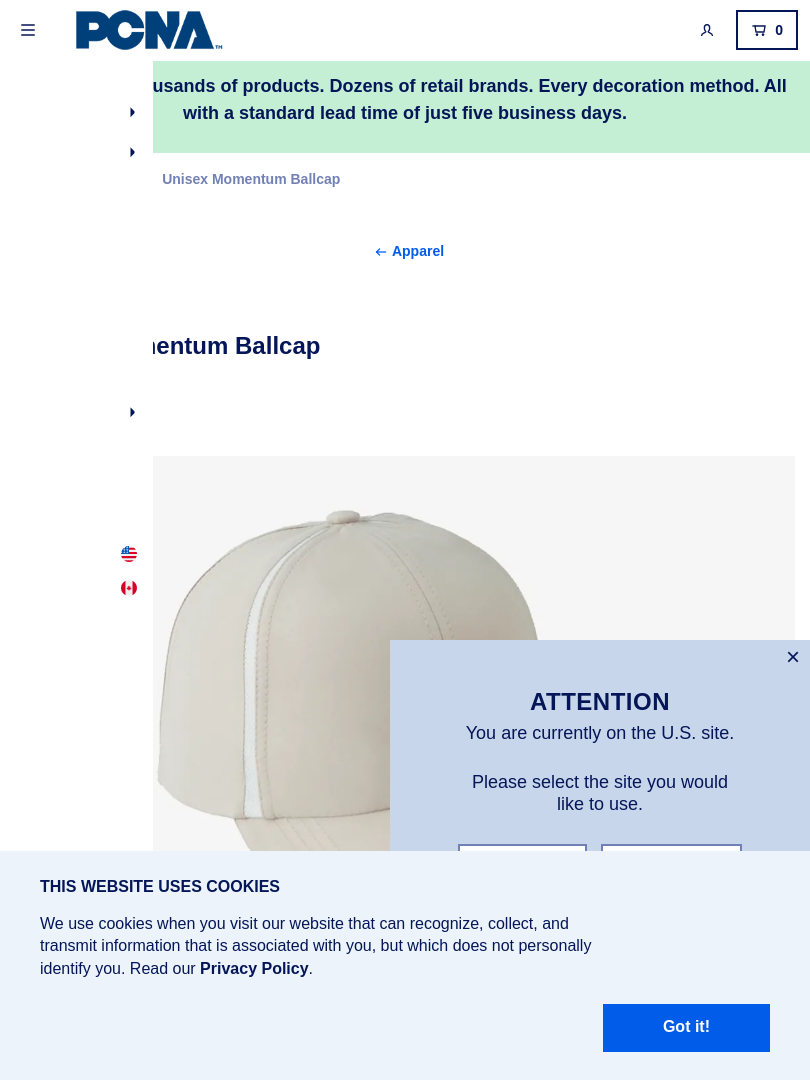 PCNA™
0
usands of products. Dozens of retail brands. Every decoration method. All
with a standard lead time of just five business days.
Unisex Momentum Ballcap
← Apparel
mentum Ballcap
×
ATTENTION
You are currently on the U.S. site.
Please select the site you would
like to use.
THIS WEBSITE USES COOKIES
We use cookies when you visit our website that can recognize, collect, and
transmit information that is associated with you, but which does not personally
identify you. Read our Privacy Policy.
Got it!